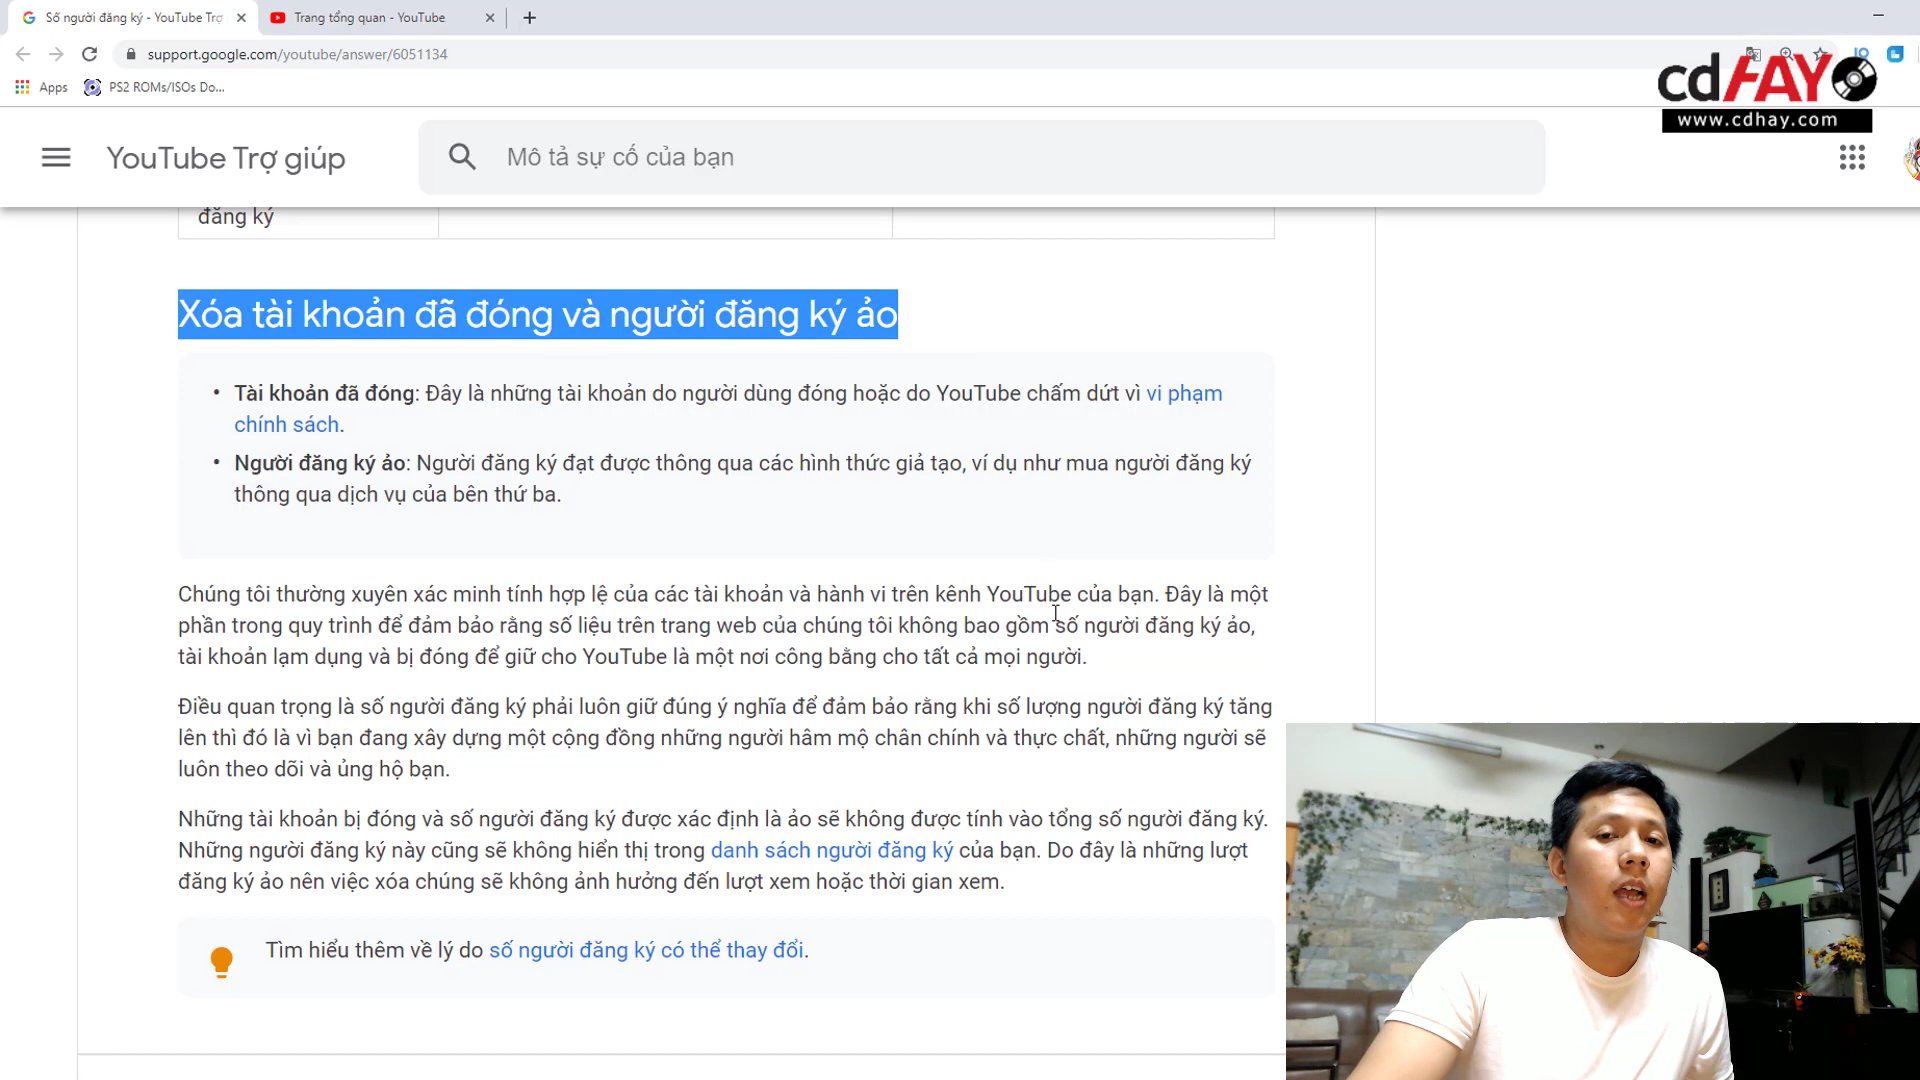 Số người đăng ký - YouTube Trợ
Trang tổng quan - YouTube
support.google.com/youtube/answer/6051134
Apps
PS2 ROMs/ISOs Do...
cdHAY
www.cdhay.com
YouTube Trợ giúp
Mô tả sự cố của bạn
đăng ký
Xóa tài khoản đã đóng và người đăng ký ảo
• Tài khoản đã đóng: Đây là những tài khoản do người dùng đóng hoặc do YouTube chấm dứt vì vi phạm
chính sách.
• Người đăng ký ảo: Người đăng ký đạt được thông qua các hình thức giả tạo, ví dụ như mua người đăng ký
thông qua dịch vụ của bên thứ ba.
Chúng tôi thường xuyên xác minh tính hợp lệ của các tài khoản và hành vi trên kênh YouTube của bạn. Đây là một
phần trong quy trình để đảm bảo rằng số liệu trên trang web của chúng tôi không bao gồm số người đăng ký ảo,
tài khoản lạm dụng và bị đóng để giữ cho YouTube là một nơi công bằng cho tất cả mọi người.
Điều quan trọng là số người đăng ký phải luôn giữ đúng ý nghĩa để đảm bảo rằng khi số lượng người đăng ký tăng
lên thì đó là vì bạn đang xây dựng một cộng đồng những người hâm mộ chân chính và thực chất, những người sẽ
luôn theo dõi và ủng hộ bạn.
Những tài khoản bị đóng và số người đăng ký được xác định là ảo sẽ không được tính vào tổng số người đăng ký.
Những người đăng ký này cũng sẽ không hiển thị trong danh sách người đăng ký của bạn. Do đây là những lượt
đăng ký ảo nên việc xóa chúng sẽ không ảnh hưởng đến lượt xem hoặc thời gian xem.
Tìm hiểu thêm về lý do số người đăng ký có thể thay đổi.